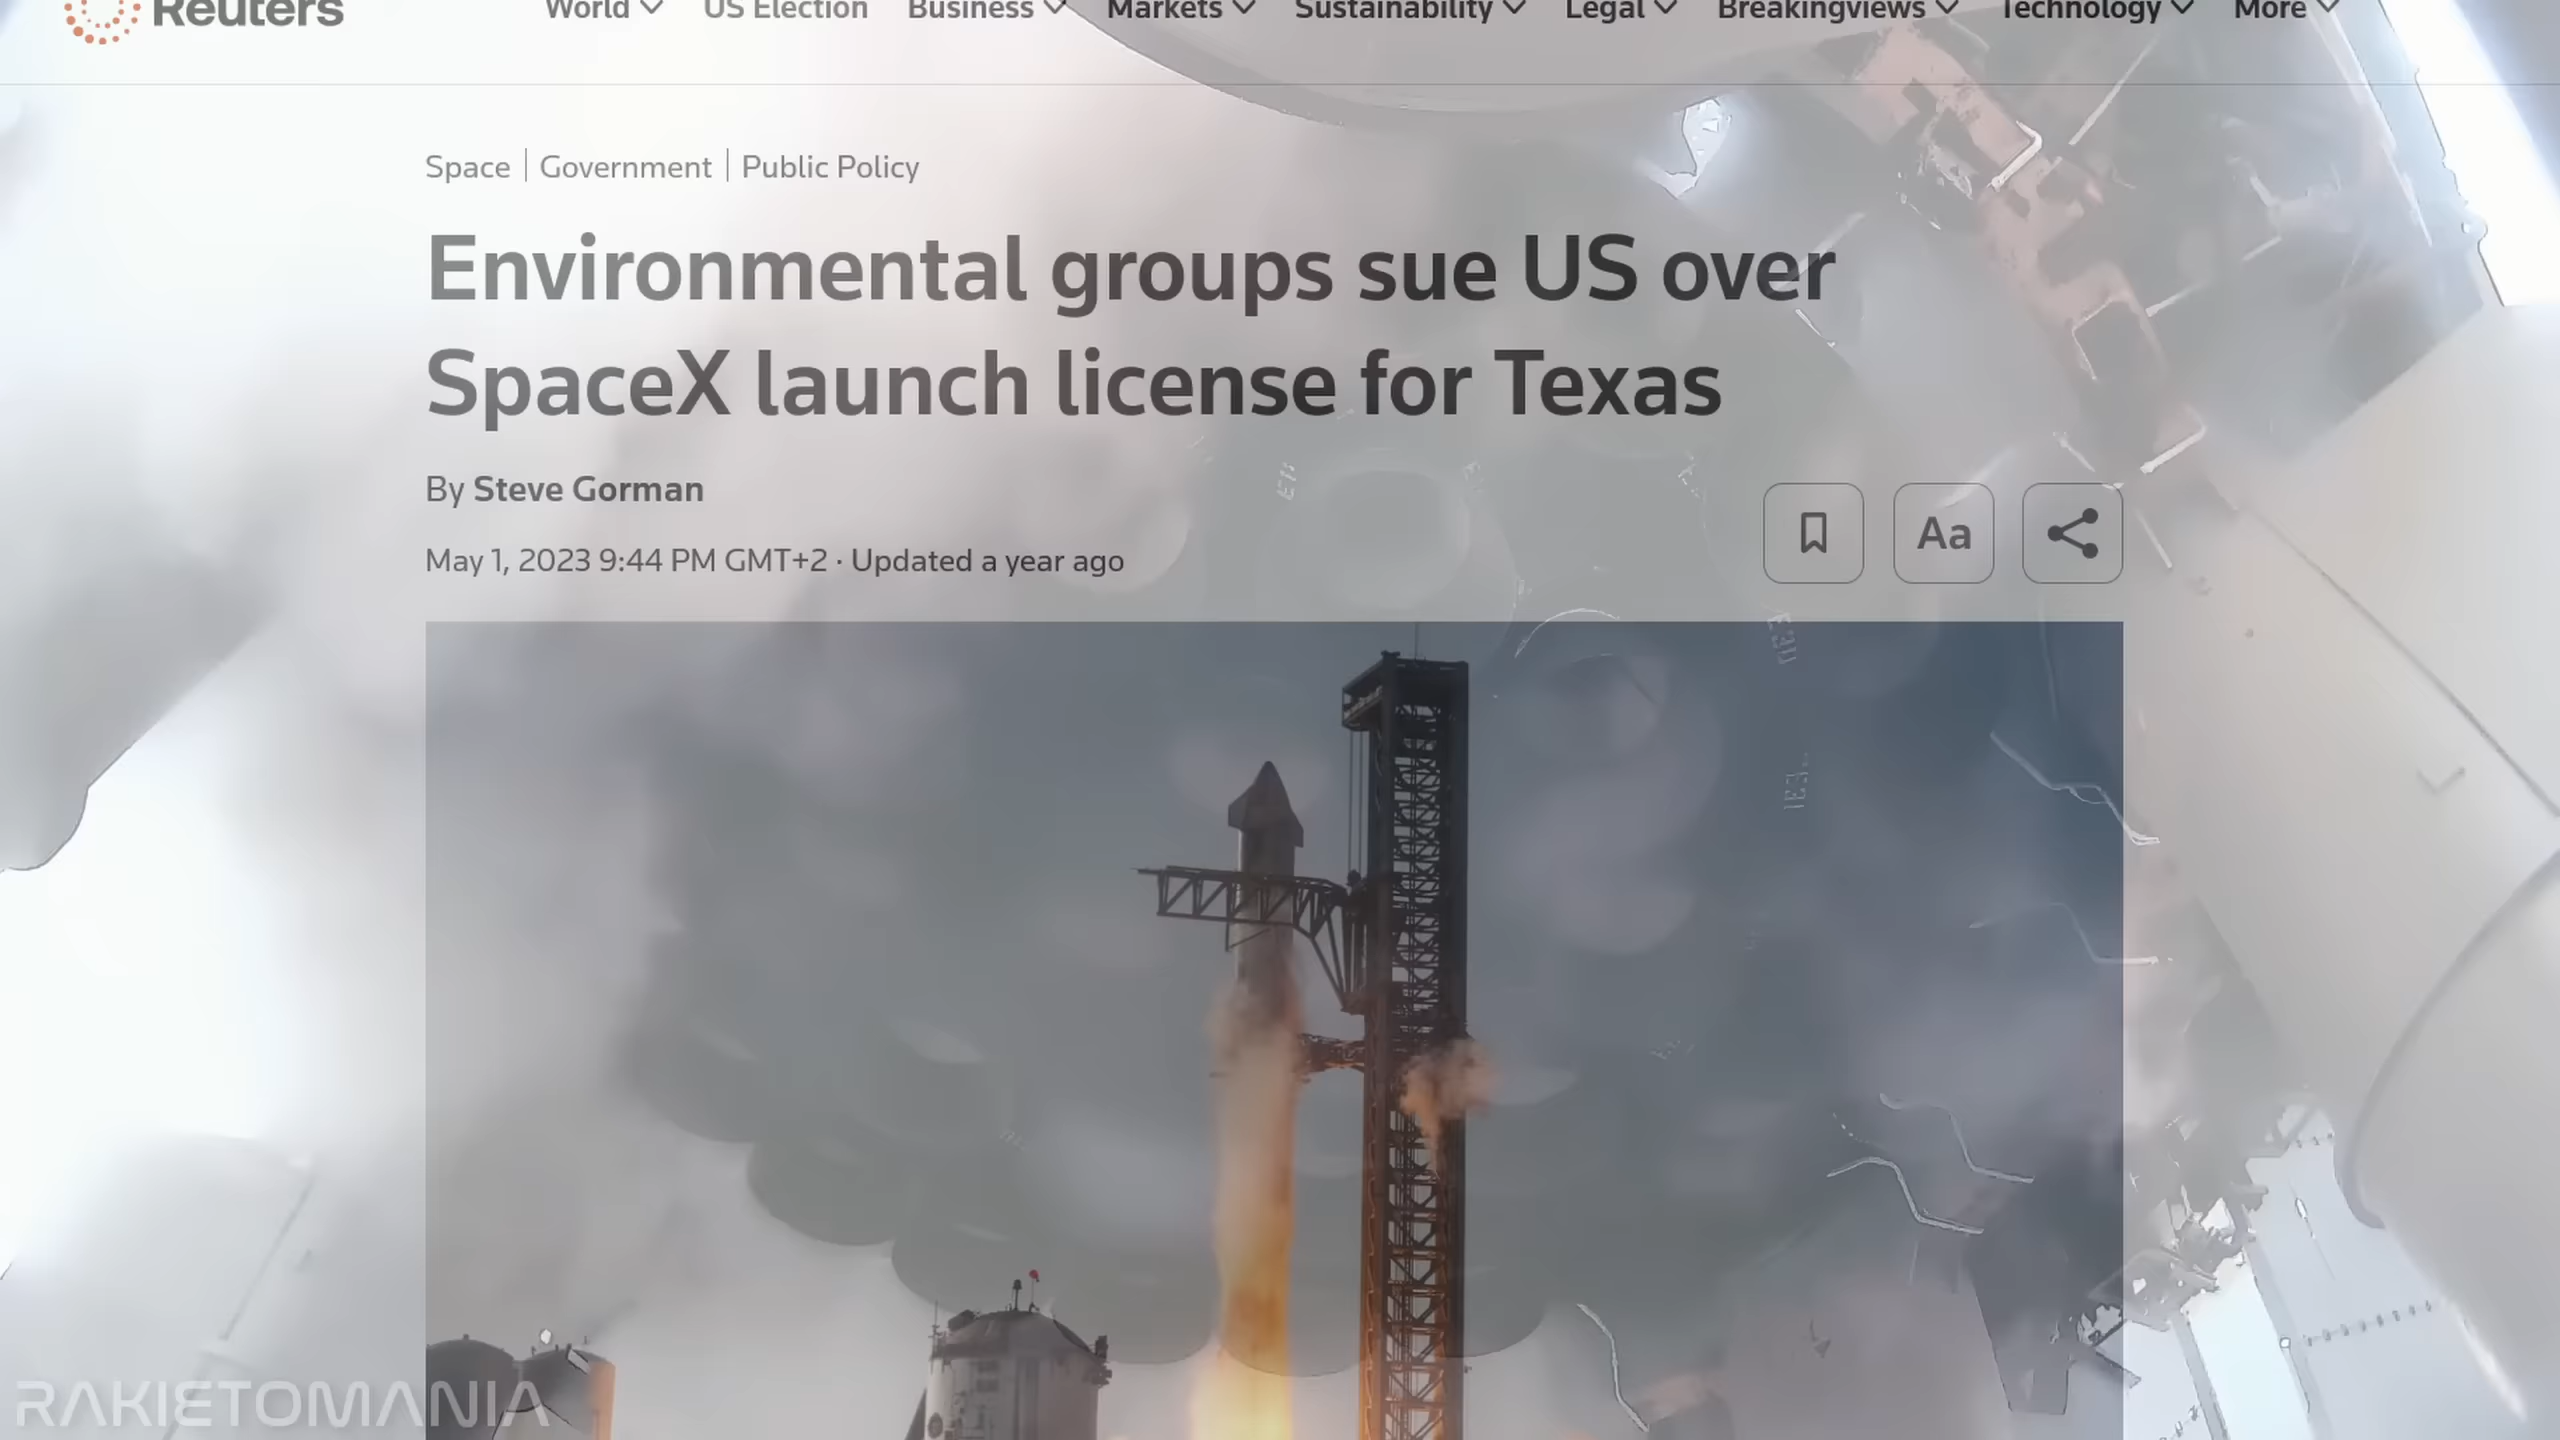 Reuters
World US Election Business Markets Sustainability Legal Breakingviews Technology More
Space | Government | Public Policy
Environmental groups sue US over
SpaceX launch license for Texas
By Steve Gorman
Aa
May 1, 2023 9:44 PM GMT+2 · Updated a year ago
RAKIETOMANIA